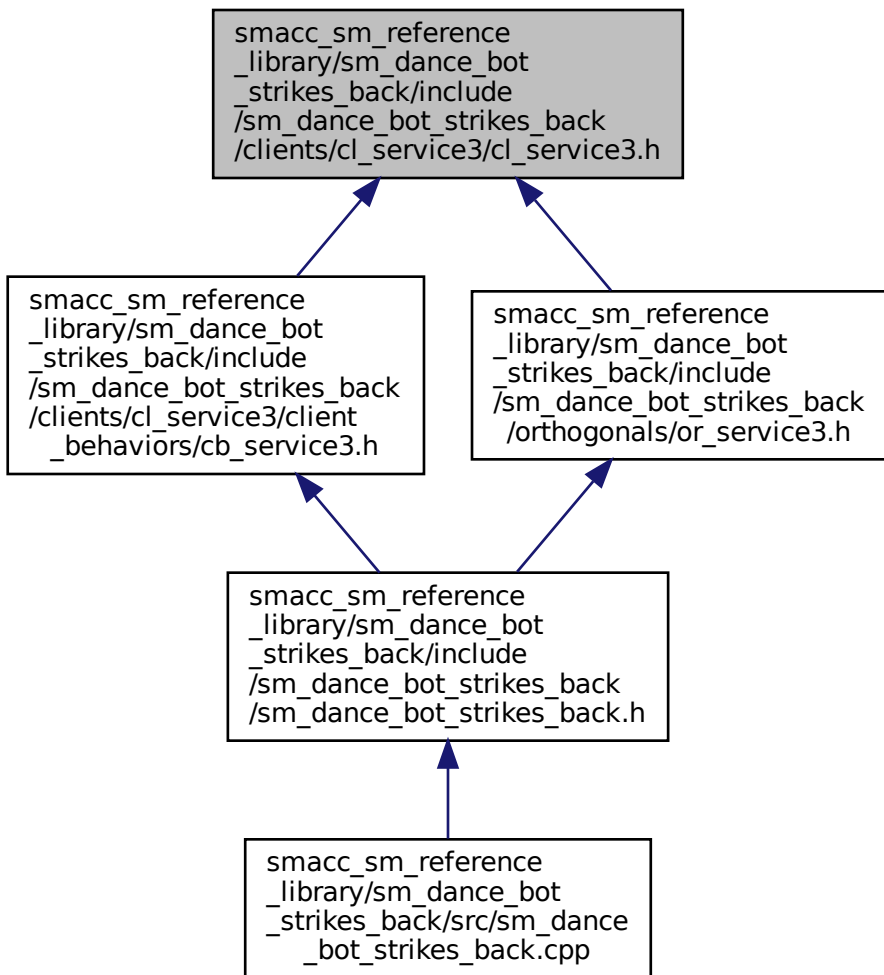 smacc_sm_reference
_library/sm_dance_bot
_strikes_back/include
/sm_dance_bot_strikes_back
/clients/cl_service3/cl_service3.h
smacc_sm_reference
_library/sm_dance_bot
_strikes_back/include
/sm_dance_bot_strikes_back
/clients/cl_service3/client
_behaviors/cb_service3.h
smacc_sm_reference
_library/sm_dance_bot
_strikes_back/include
/sm_dance_bot_strikes_back
/orthogonals/or_service3.h
smacc_sm_reference
_library/sm_dance_bot
_strikes_back/include
/sm_dance_bot_strikes_back
/sm_dance_bot_strikes_back.h
smacc_sm_reference
_library/sm_dance_bot
_strikes_back/src/sm_dance
_bot_strikes_back.cpp